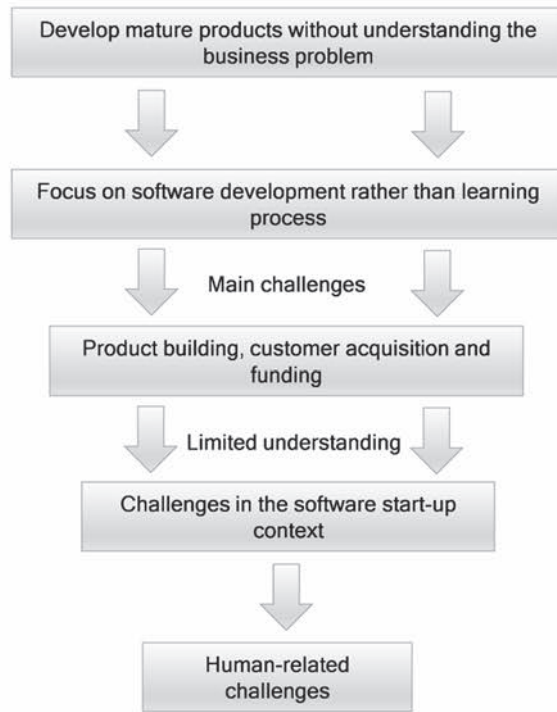 Develop mature products without understanding the
business problem
Focus on software development rather than learning
process
Main challenges
Product building, customer acquisition and
funding
Limited understanding
Challenges in the software start-up
context
Human-related
challenges